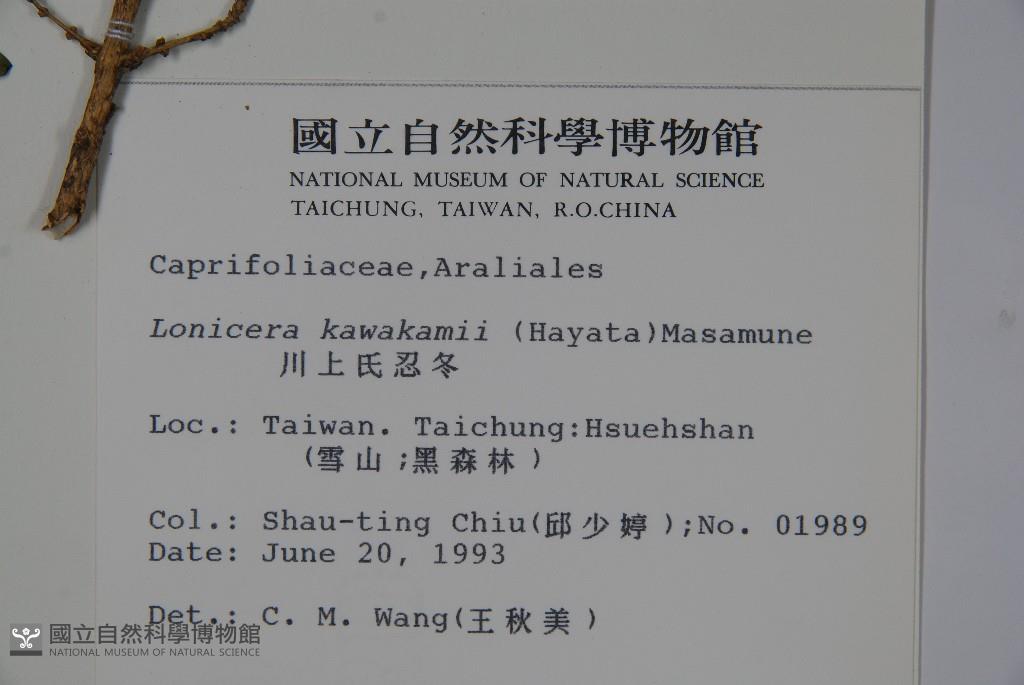 國立自然科學博物館
NATIONAL MUSEUM OF NATURAL SCIENCE
TAICHUNG, TAIWAN, R.O.CHINA
Caprifoliaceae,Araliales
Lonicera kawakamii (Hayata)Masamune
川上氏忍冬
Loc.: Taiwan. Taichung:Hsuehshan
(雪山;黑森林)
Col.: Shau-ting Chiu(邱少婷);No. 01989
Date: June 20, 1993
Det.: C. M. Wang(王秋美)
國立自然科學博物館
NATIONAL MUSEUM OF NATURAL SCIENCE